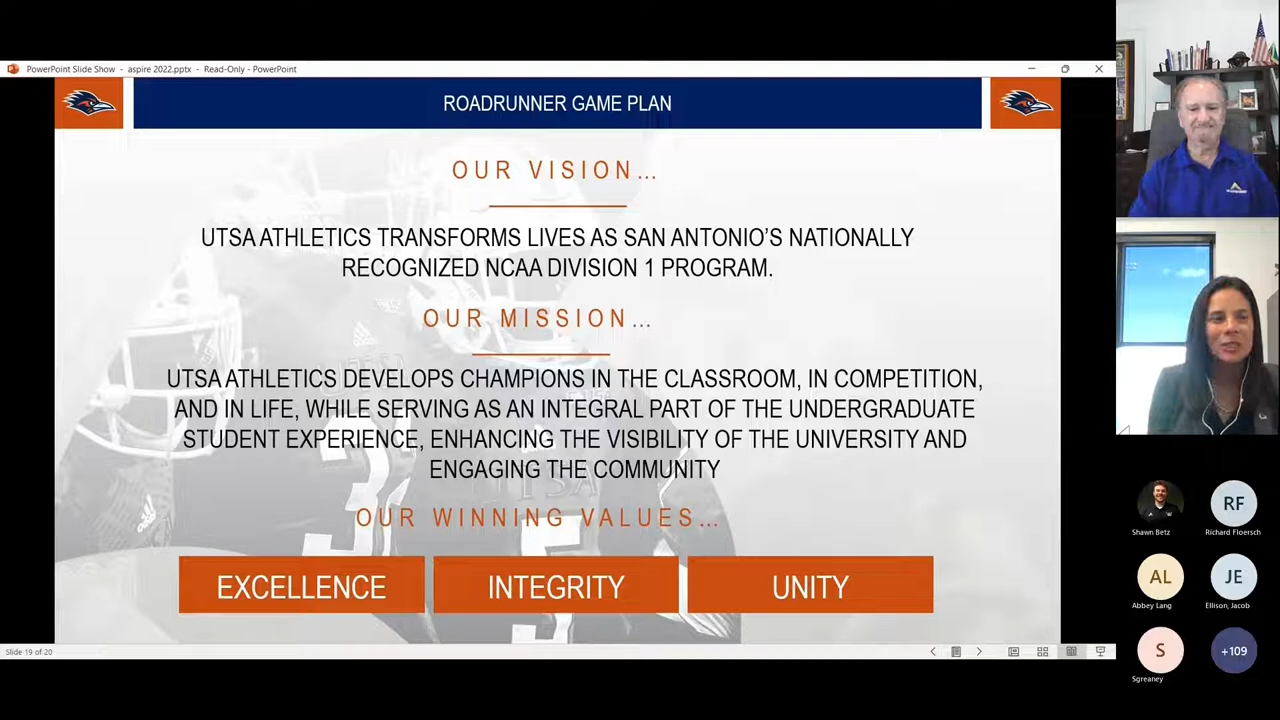 PowerPoint Slide Show - aspire 2022.pptx - Read-Only - PowerPoint
ROADRUNNER GAME PLAN
OUR VISION...
UTSA ATHLETICS TRANSFORMS LIVES AS SAN ANTONIO'S NATIONALLY
RECOGNIZED NCAA DIVISION 1 PROGRAM.
OUR MISSION...
UTSA ATHLETICS DEVELOPS CHAMPIONS IN THE CLASSROOM, IN COMPETITION,
AND IN LIFE, WHILE SERVING AS AN INTEGRAL PART OF THE UNDERGRADUATE
STUDENT EXPERIENCE, ENHANCING THE VISIBILITY OF THE UNIVERSITY AND
ENGAGING THE COMMUNITY
OUR WINNING VALUES...
EXCELLENCE
INTEGRITY
UNITY
Slide 19 of 20
RF
Shawn Betz
Richard Floersch
AL
JE
Abbey Lang
Ellison, Jacob
S
+109
Sgreaney
UTSA